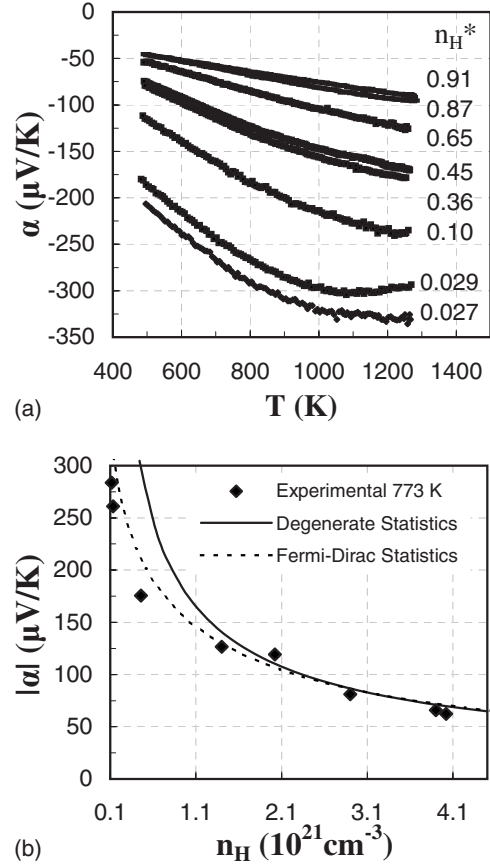 0
-50
-100
-150
-200
-250
-300
-350
α (μV/K)
n_H*
0.91
0.87
0.65
0.45
0.36
0.10
0.029
0.027
400 600 800 1000 1200 1400
(a) T (K)
300
250
200
150
100
50
0
|α| (μV/K)
Experimental 773 K
Degenerate Statistics
Fermi-Dirac Statistics
0.1 1.1 2.1 3.1 4.1
(b) n_H (10^21 cm^-3)